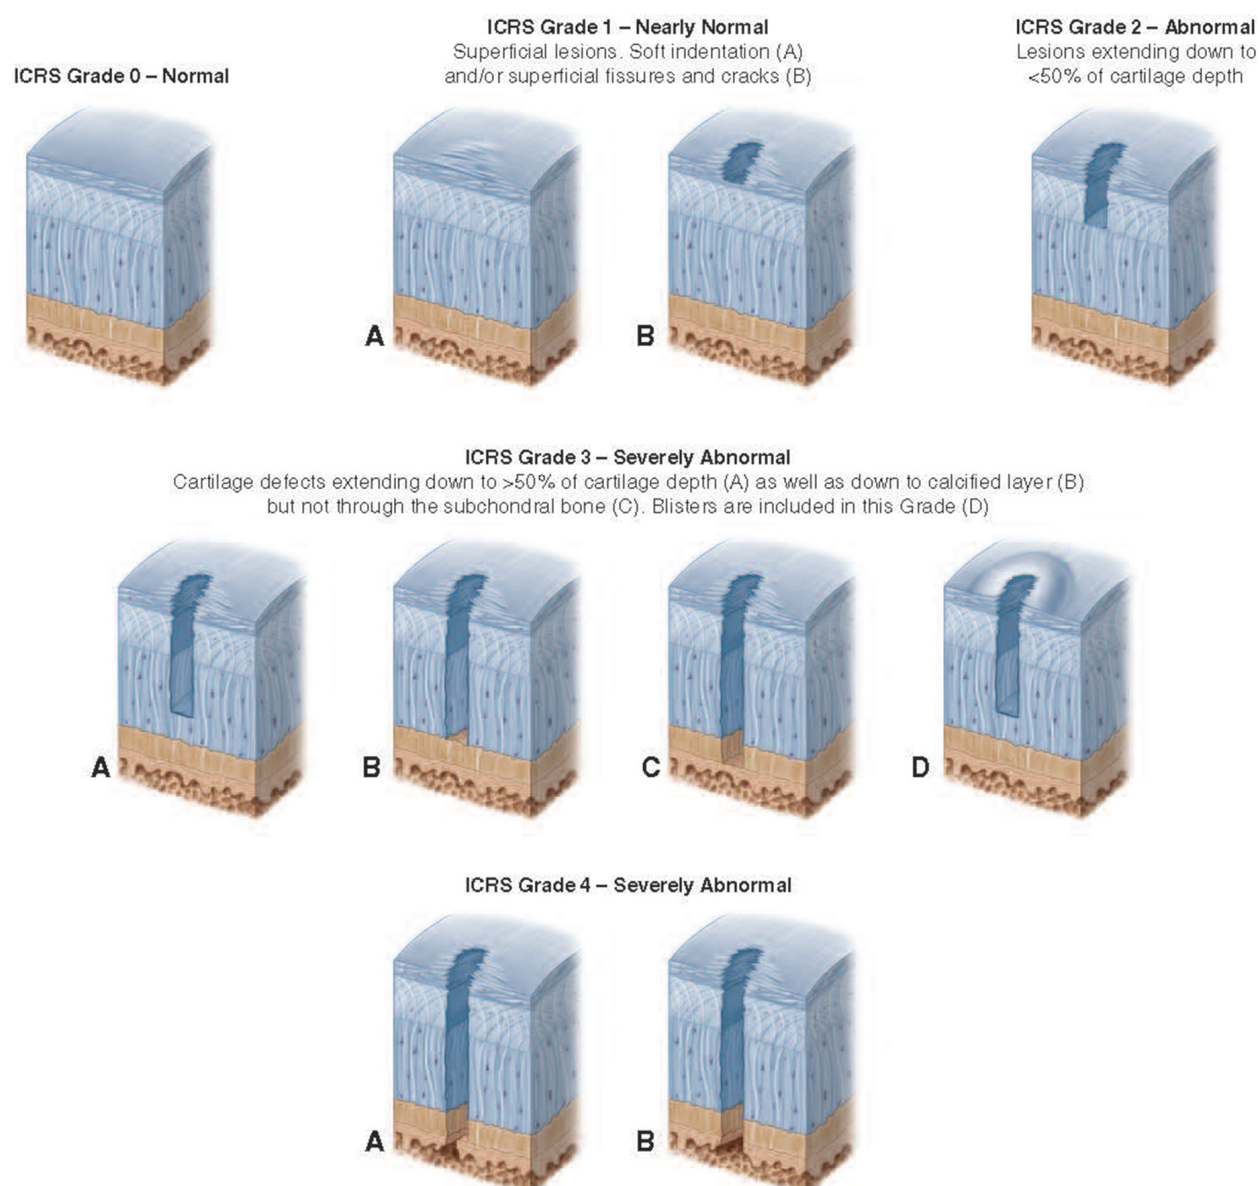 ICRS Grade 0 – Normal
ICRS Grade 1 – Nearly Normal
Superficial lesions. Soft indentation (A)
and/or superficial fissures and cracks (B)
ICRS Grade 2 – Abnormal
Lesions extending down to
<50% of cartilage depth
A
B
ICRS Grade 3 – Severely Abnormal
Cartilage defects extending down to >50% of cartilage depth (A) as well as down to calcified layer (B)
but not through the subchondral bone (C). Blisters are included in this Grade (D)
A
B
C
D
ICRS Grade 4 – Severely Abnormal
A
B